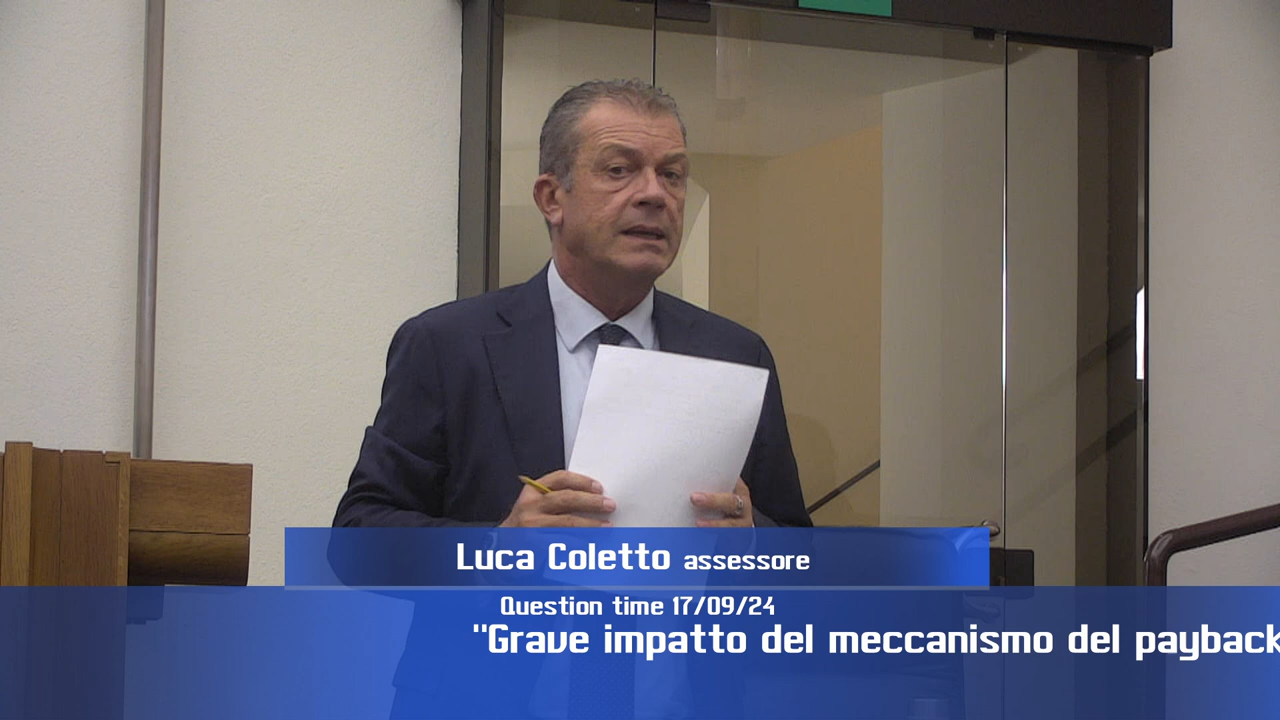 Luca Coletto assessore
Question time 17/09/24
"Grave impatto del meccanismo del payback